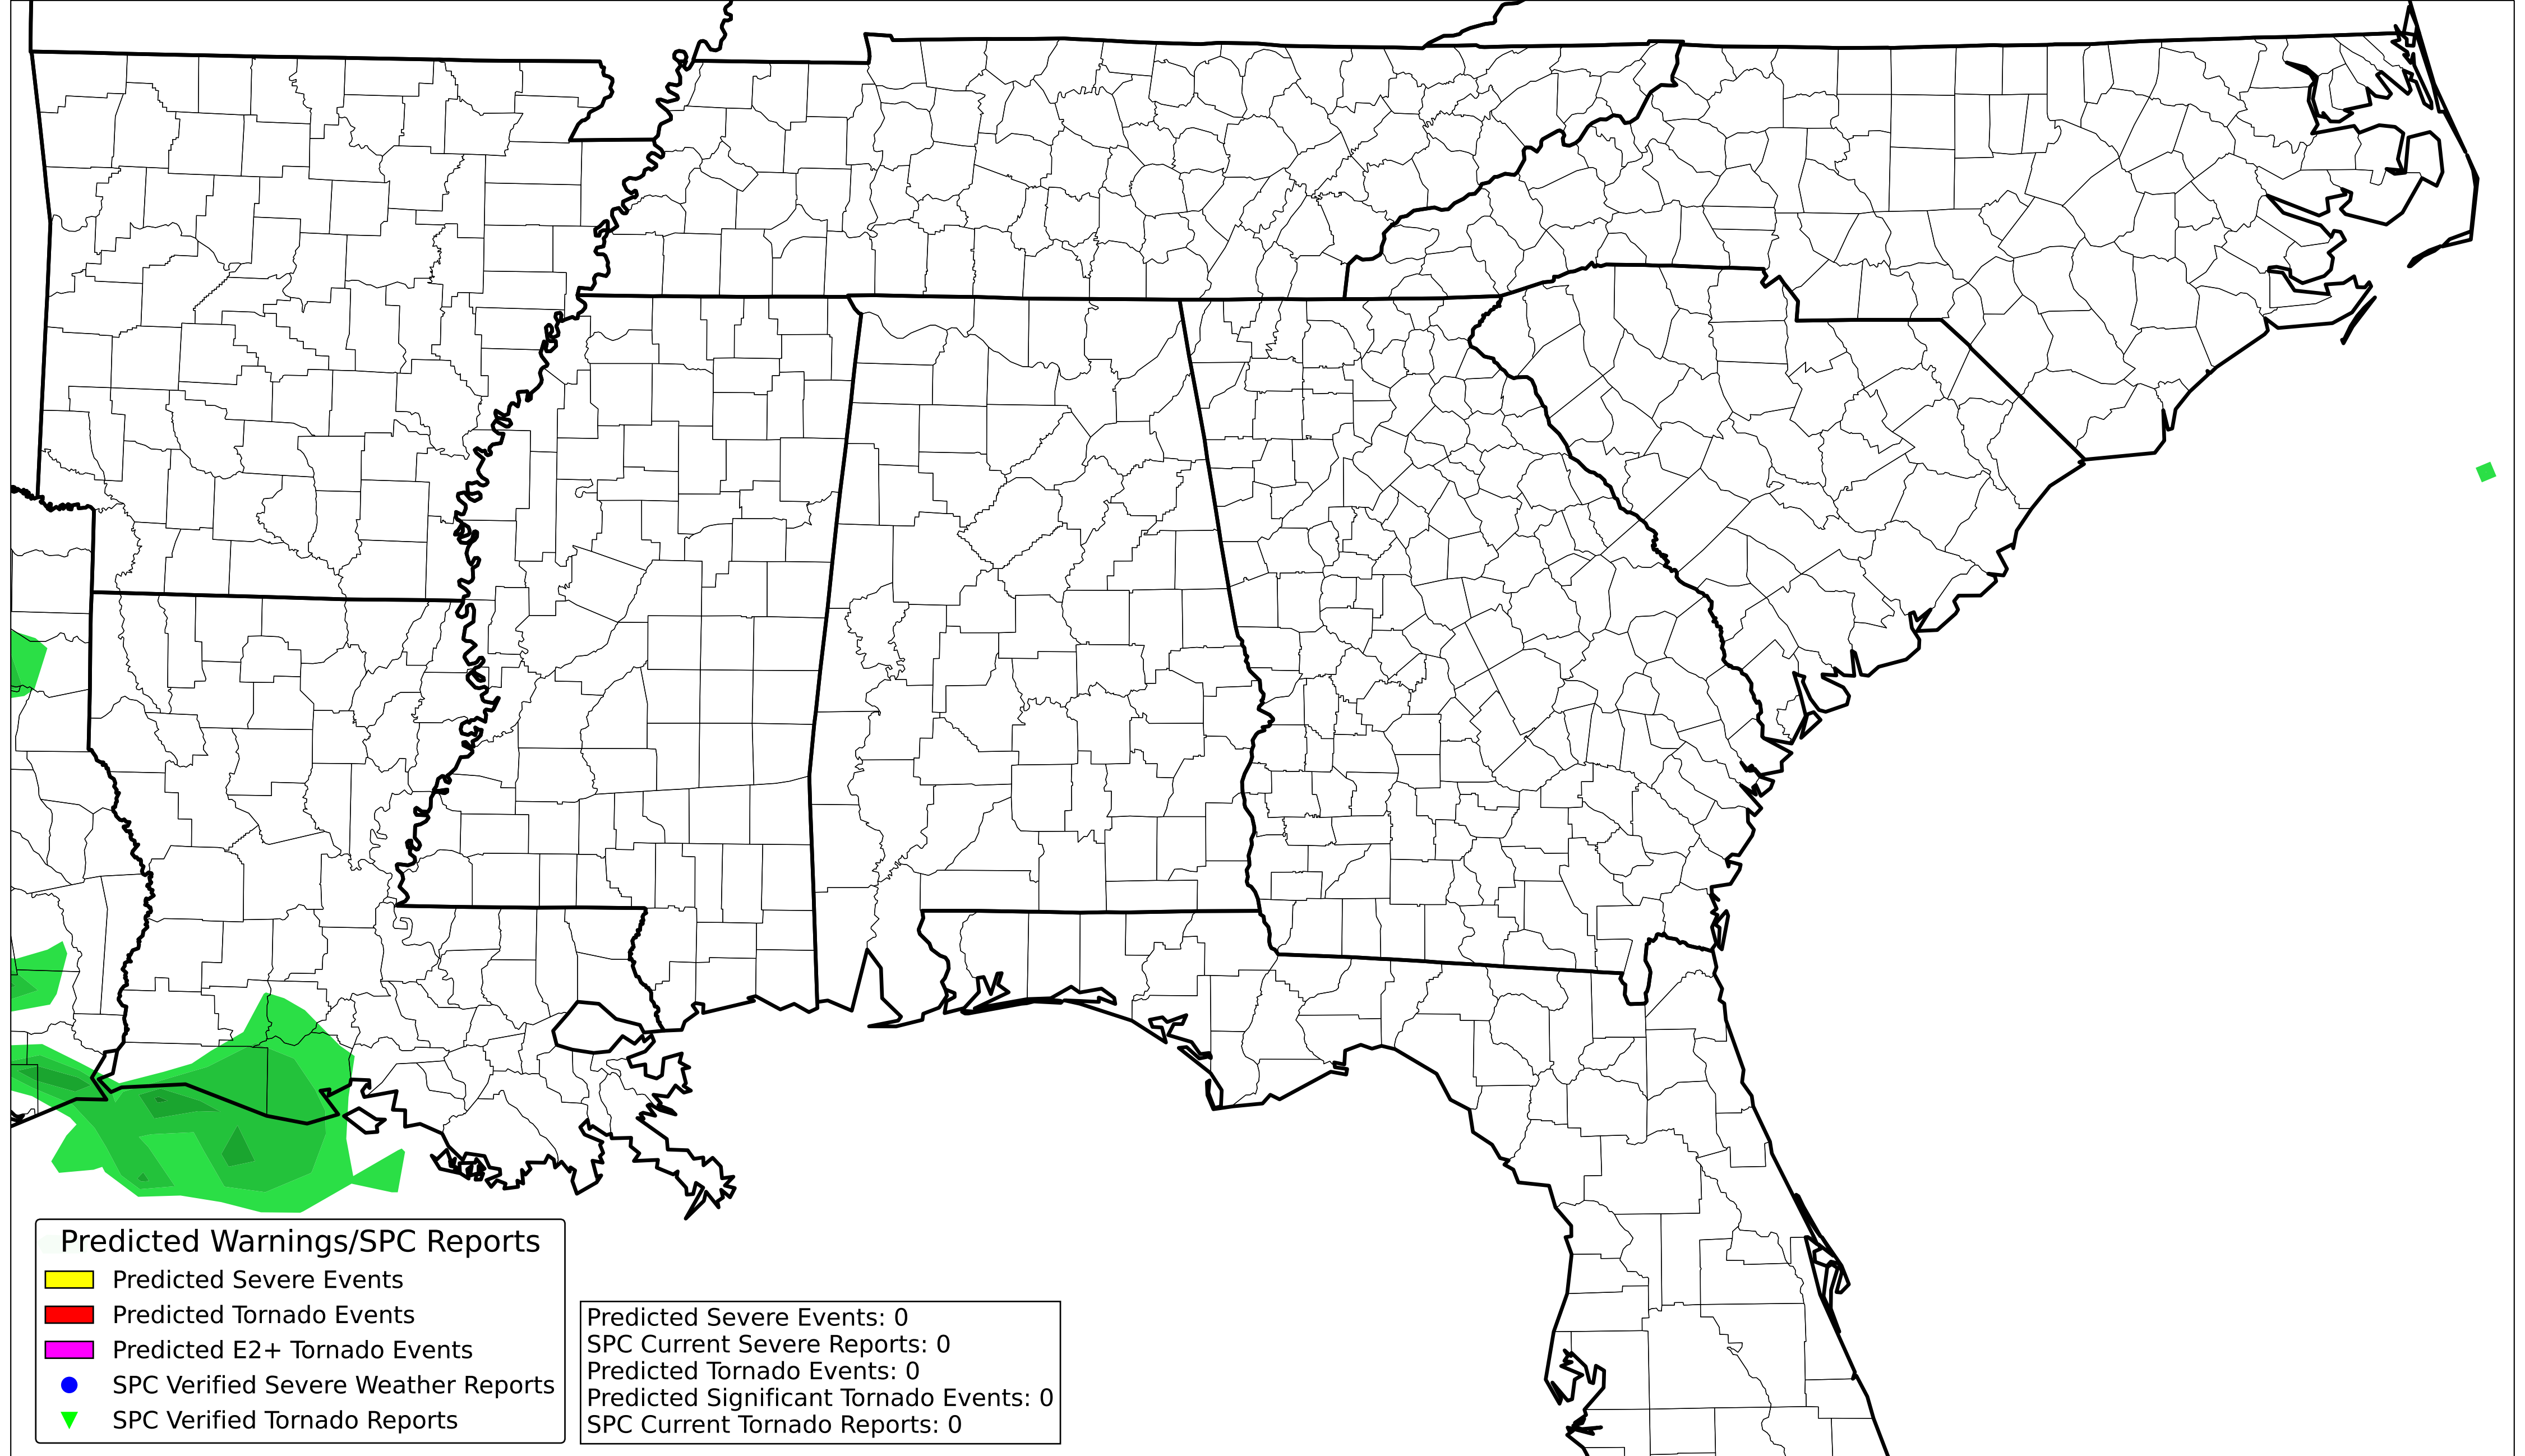 Predicted Warnings/SPC Reports
Predicted Severe Events
Predicted Tornado Events
Predicted E2+ Tornado Events
SPC Verified Severe Weather Reports
SPC Verified Tornado Reports
Predicted Severe Events: 0
SPC Current Severe Reports: 0
Predicted Tornado Events: 0
Predicted Significant Tornado Events: 0
SPC Current Tornado Reports: 0